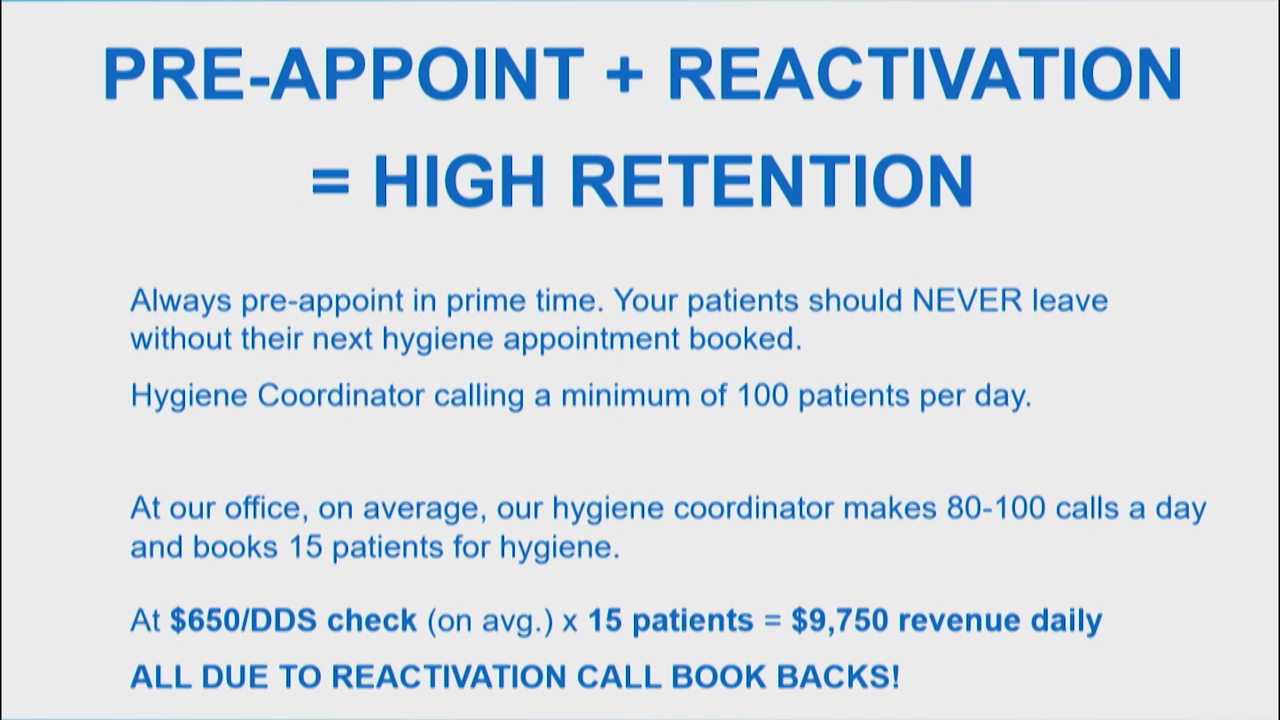 PRE-APPOINT + REACTIVATION
= HIGH RETENTION
Always pre-appoint in prime time. Your patients should NEVER leave
without their next hygiene appointment booked.
Hygiene Coordinator calling a minimum of 100 patients per day.
At our office, on average, our hygiene coordinator makes 80-100 calls a day
and books 15 patients for hygiene.
At $650/DDS check (on avg.) x 15 patients = $9,750 revenue daily
ALL DUE TO REACTIVATION CALL BOOK BACKS!